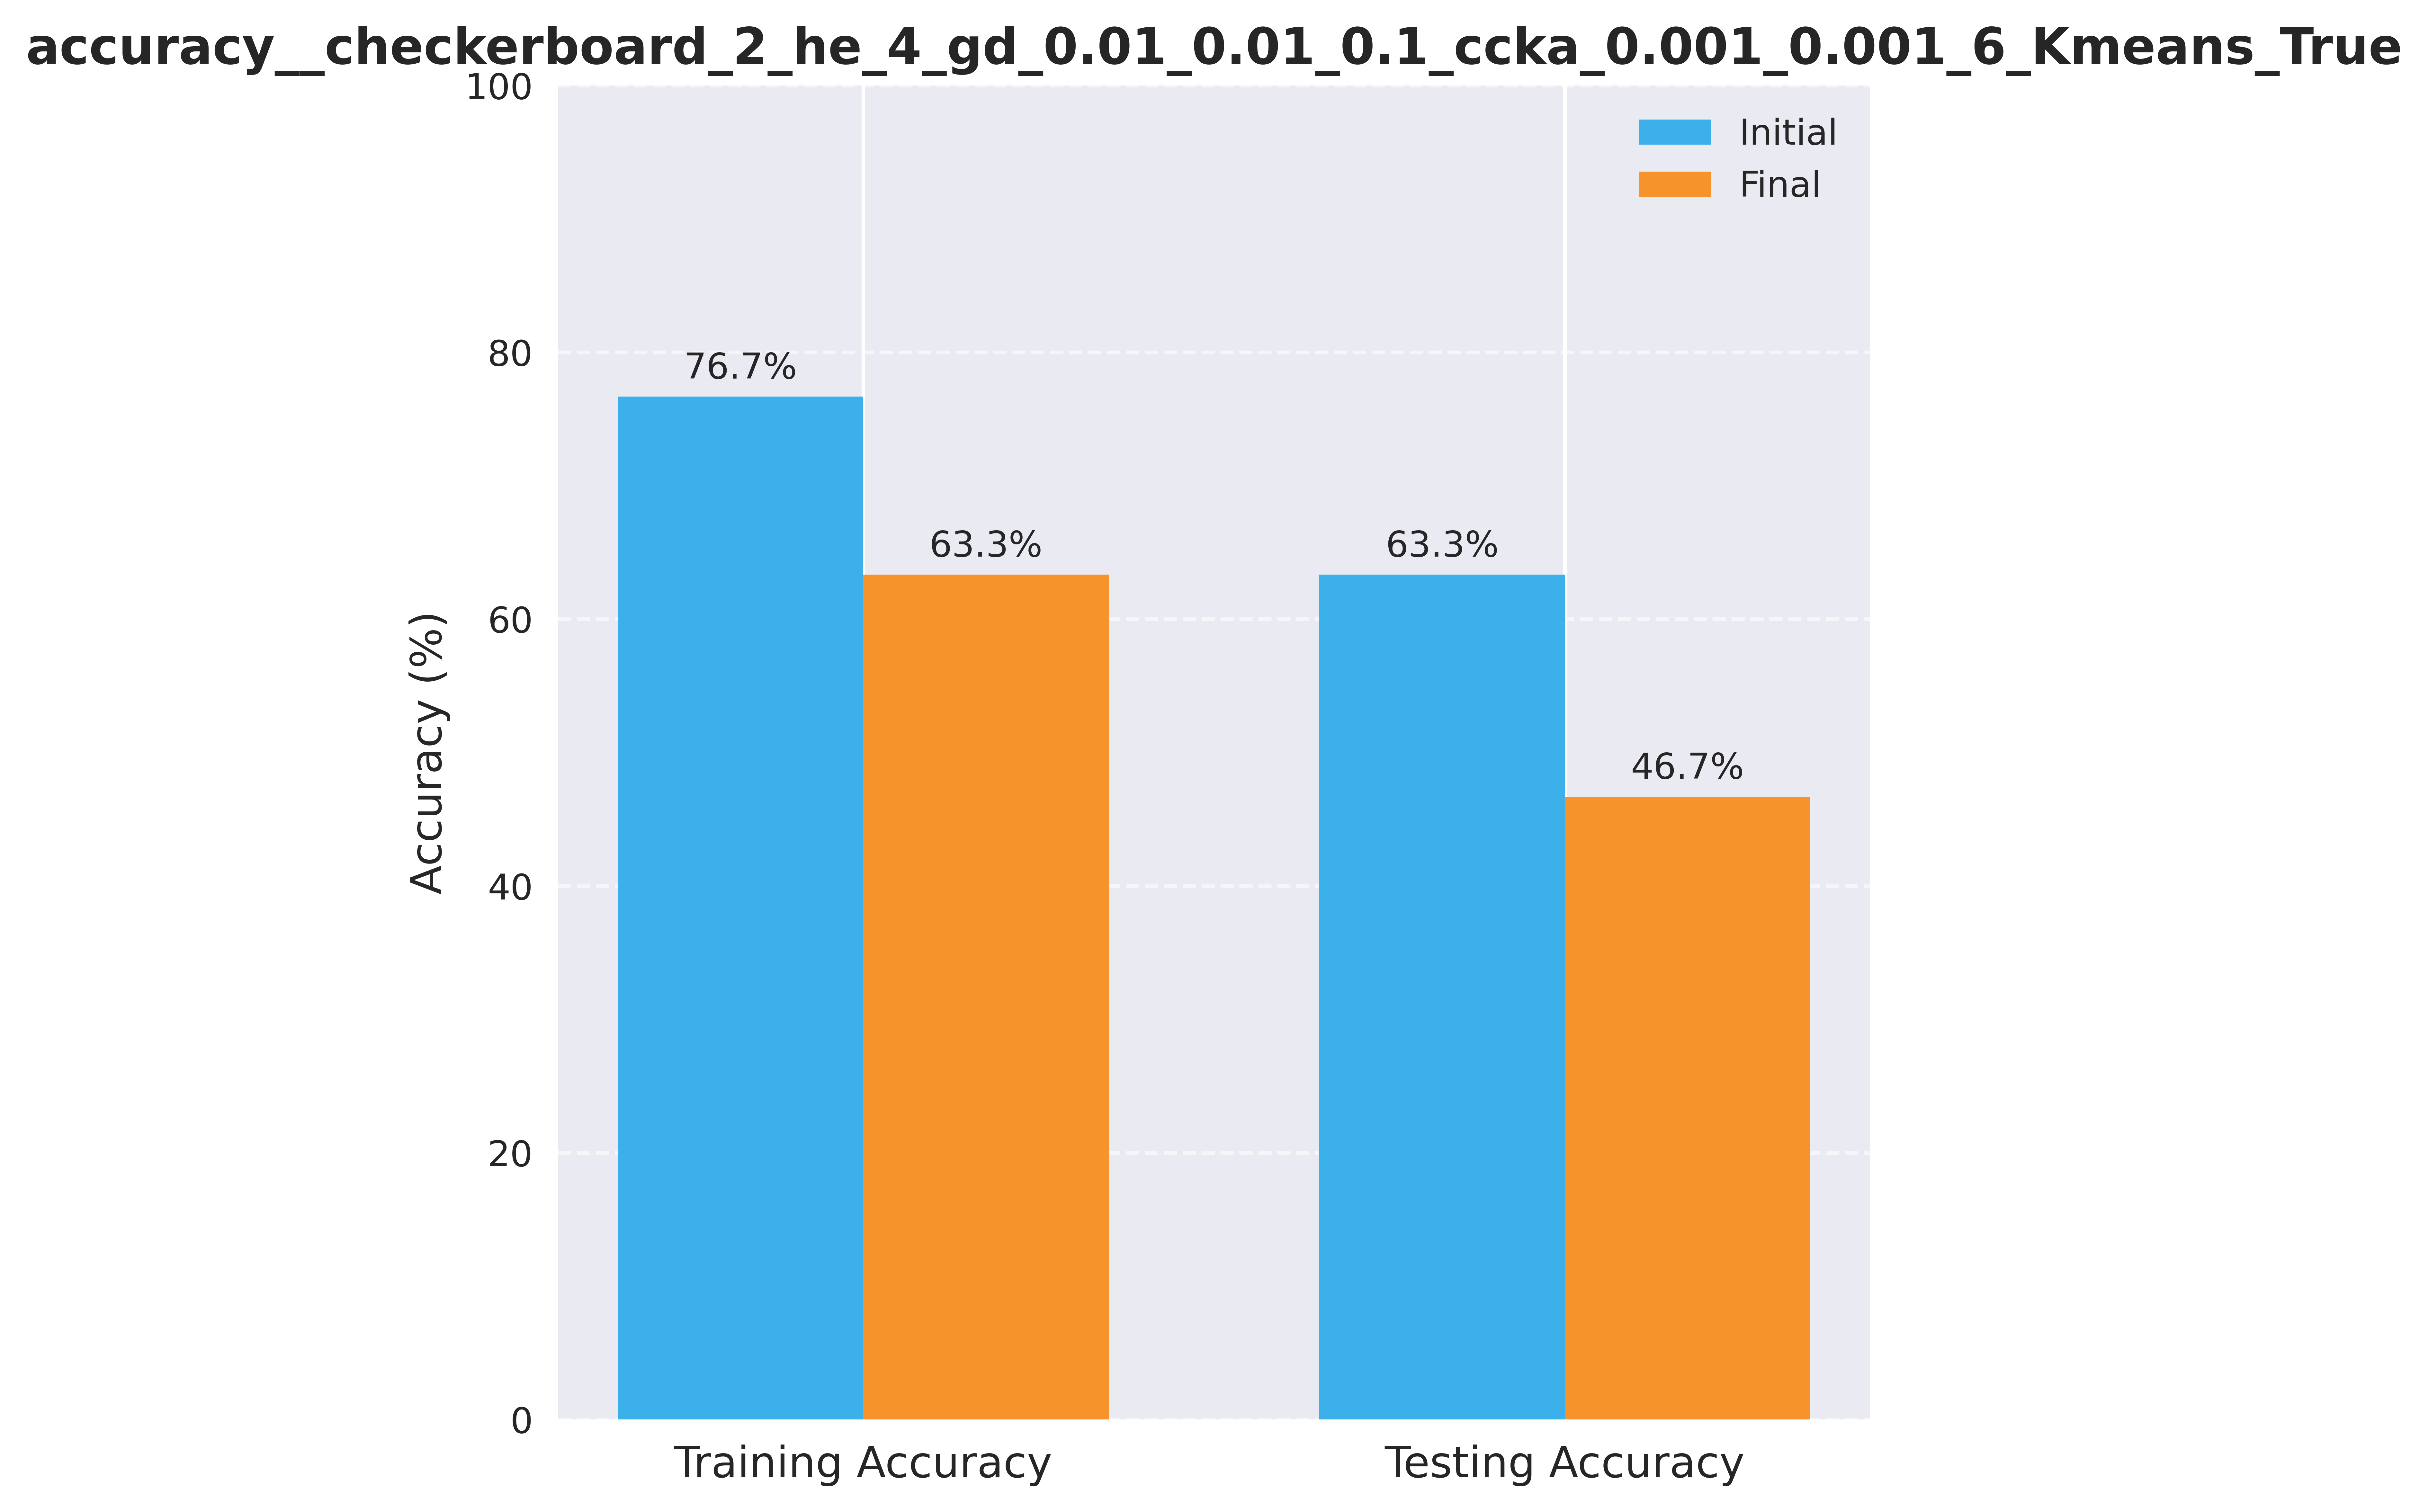 accuracy__checkerboard_2_he_4_gd_0.01_0.01_0.1_ccka_0.001_0.001_6_Kmeans_True
100
80
60
40
20
0
Accuracy (%)
Initial
Final
76.7%
63.3%
63.3%
46.7%
Training Accuracy
Testing Accuracy